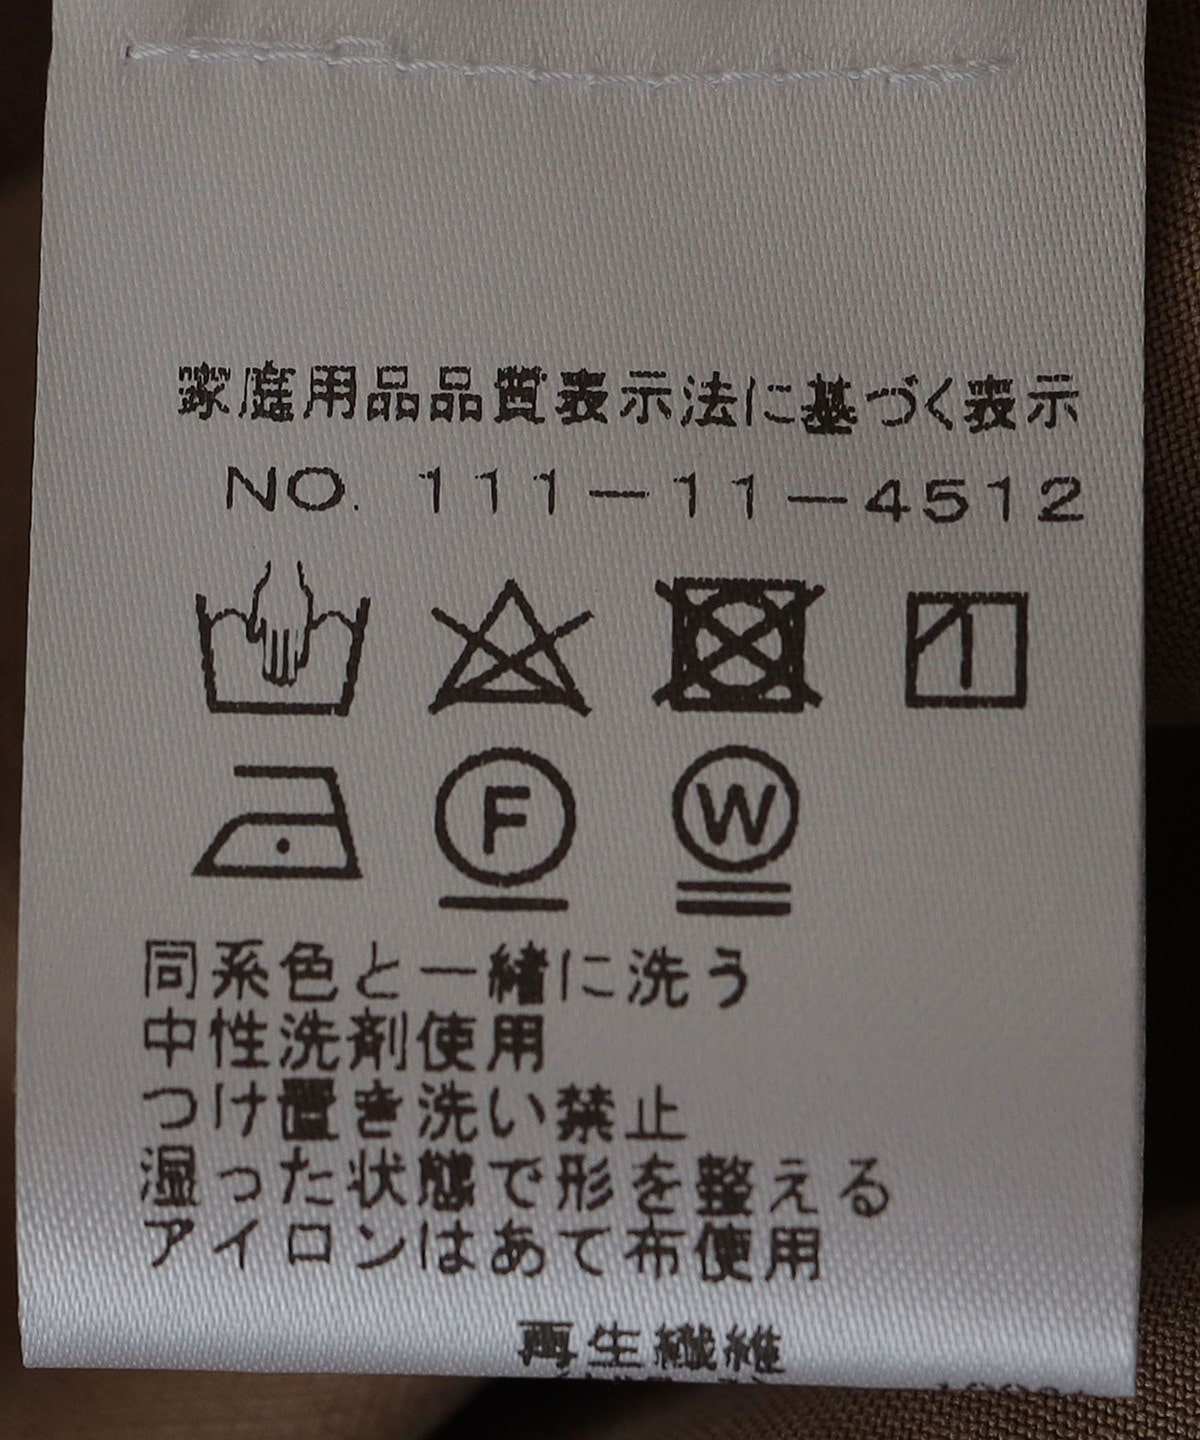 家庭用品品質表示法に基づく表示
NO. 111-11-4512
F
W
同系色と一緒に洗う
中性洗剤使用
つけ置き洗い禁止
湿った状態で形を整える
アイロンはあて布使用
再生繊維